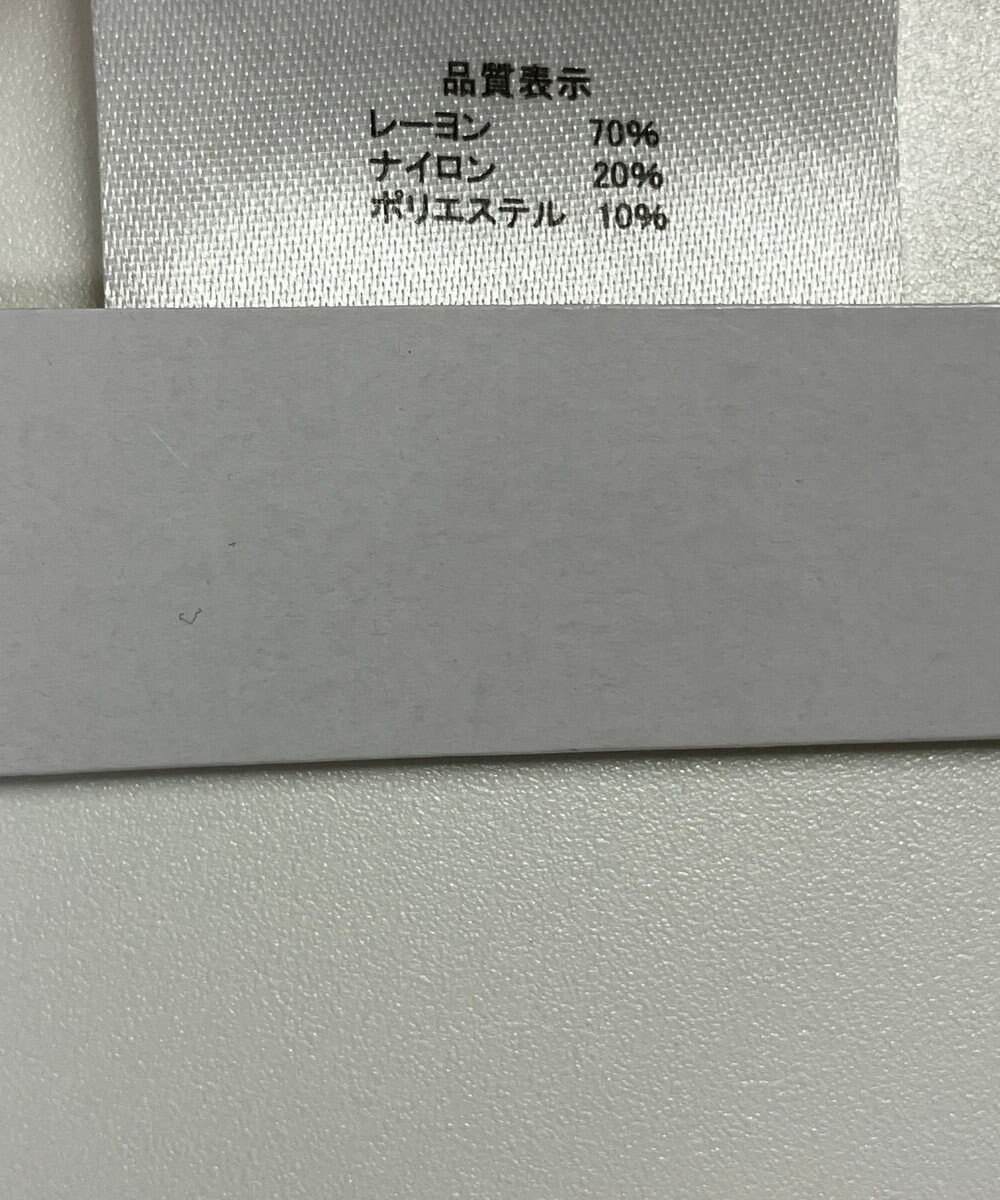 品質表示
レーヨン 70%
ナイロン 20%
ポリエステル 10%